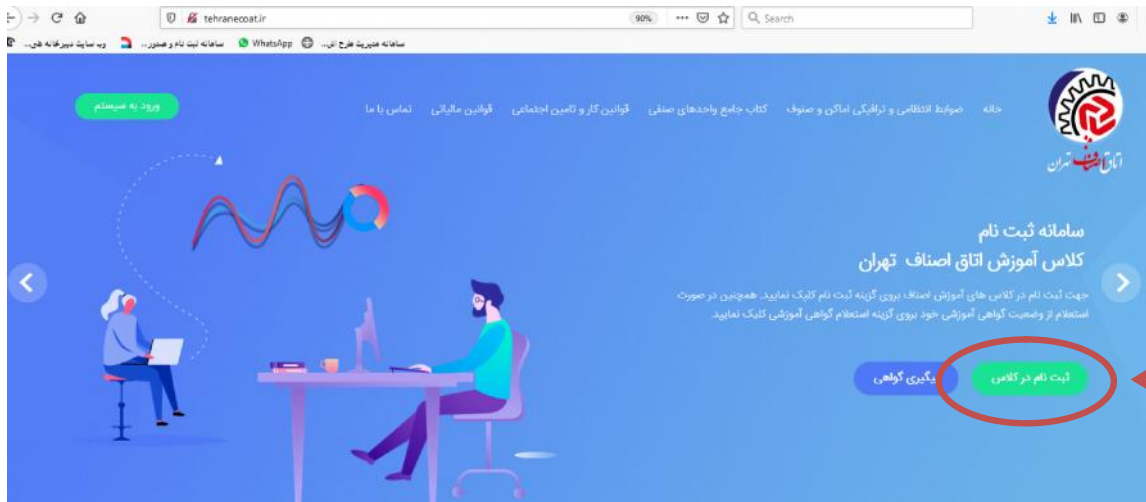 tehranecoat.ir
90%
Search
سامانه مدیریت طرح های...
WhatsApp
سامانه ثبت نام و صدور...
وب سایت دبیرخانه هی...
خانه
ضوابط انتظامی و ترافیکی اماکن و صنوف
کتاب جامع واحدهای صنفی
قوانین کار و تامین اجتماعی
قوانین مالیاتی
تماس با ما
ورود به سیستم
اتاق اصناف تهران
سامانه ثبت نام
کلاس آموزش اتاق اصناف تهران
جهت ثبت نام در کلاس های آموزش اصناف بروی گزینه ثبت نام کلیک نمایید. همچنین در صورت
استعلام از وضعیت گواهی آموزشی خود بروی گزینه استعلام گواهی آموزشی کلیک نمایید.
ثبت نام در کلاس
یگیری گواهی